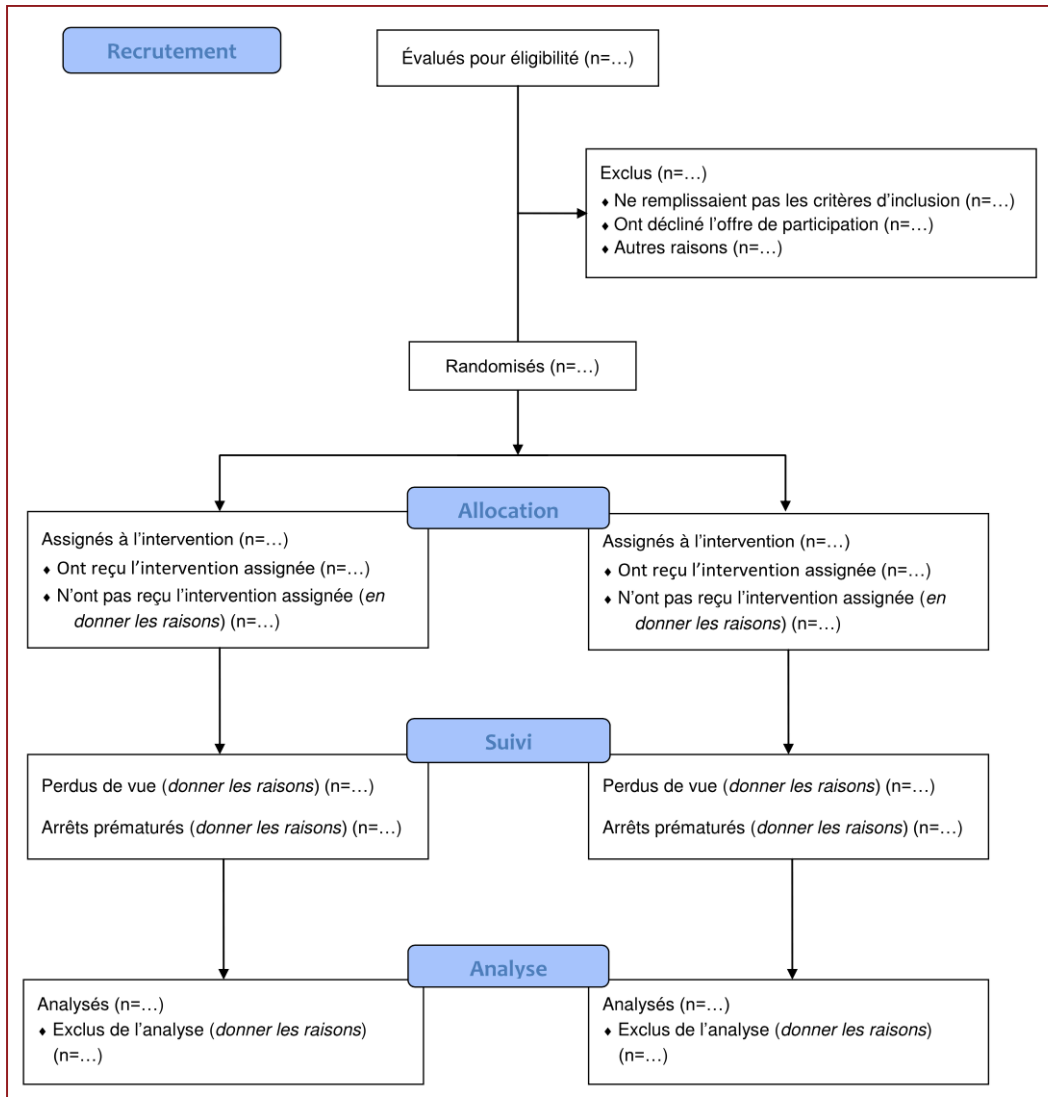 Recrutement
Évalués pour éligibilité (n=…)
Exclus (n=…)
♦ Ne remplissaient pas les critères d’inclusion (n=…)
♦ Ont décliné l’offre de participation (n=…)
♦ Autres raisons (n=…)
Randomisés (n=…)
Allocation
Assignés à l’intervention (n=…)
♦ Ont reçu l’intervention assignée (n=…)
♦ N’ont pas reçu l’intervention assignée (en
donner les raisons) (n=…)
Assignés à l’intervention (n=…)
♦ Ont reçu l’intervention assignée (n=…)
♦ N’ont pas reçu l’intervention assignée (en
donner les raisons) (n=…)
Suivi
Perdus de vue (donner les raisons) (n=…)
Arrêts prématurés (donner les raisons) (n=…)
Perdus de vue (donner les raisons) (n=…)
Arrêts prématurés (donner les raisons) (n=…)
Analyse
Analysés (n=…)
♦ Exclus de l’analyse (donner les raisons)
(n=…)
Analysés (n=…)
♦ Exclus de l’analyse (donner les raisons)
(n=…)